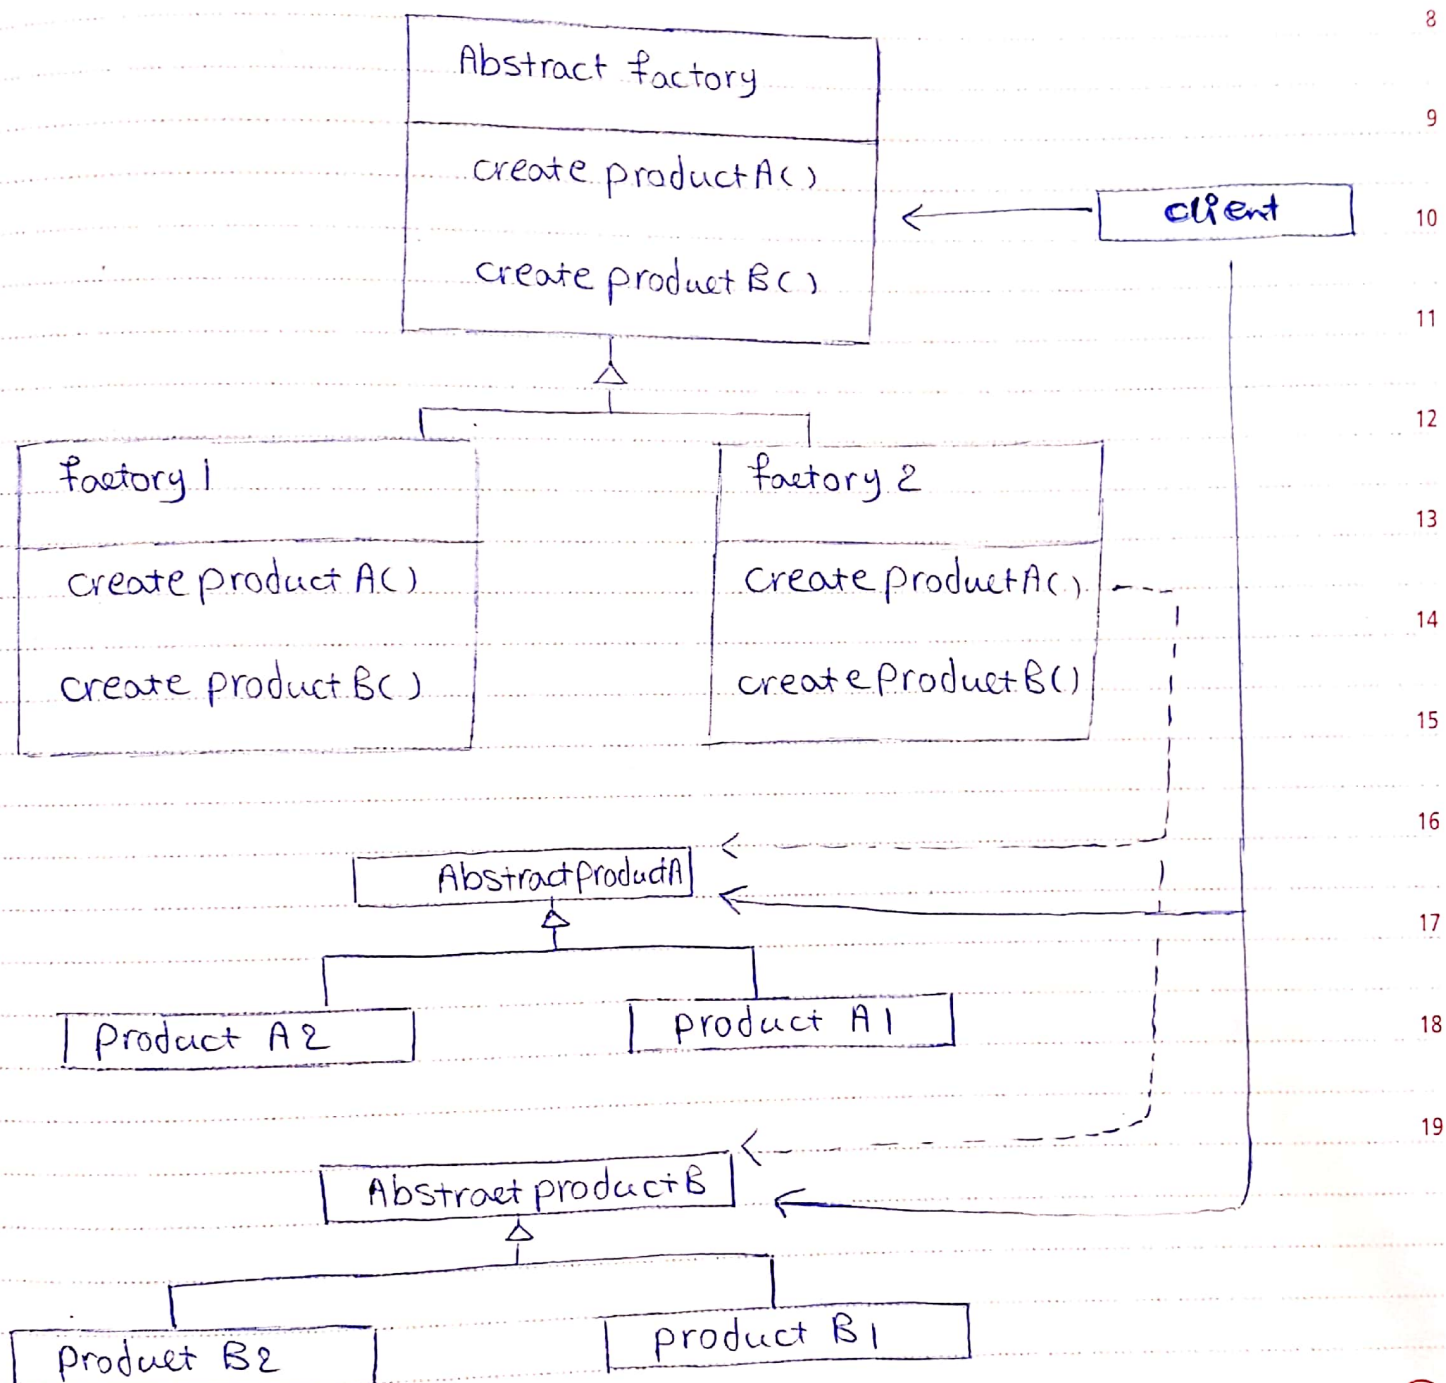 8
Abstract factory
9
create productA()
client
10
create product B()
11
12
factory 1
factory 2
13
create product A()
create productA()
14
create product B()
create Product B()
15
16
AbstractProductA
17
Product A2
product A1
18
19
Abstract product B
Product B2
product B1